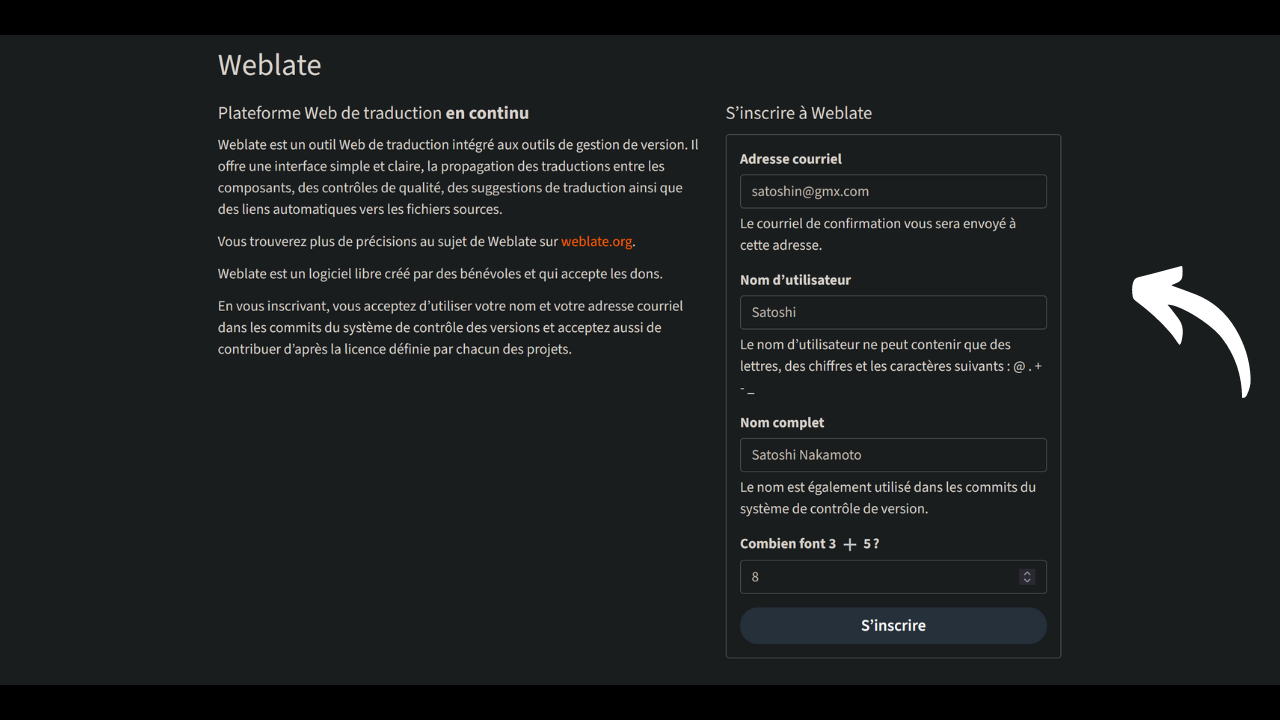 Weblate
Plateforme Web de traduction en continu
Weblate est un outil Web de traduction intégré aux outils de gestion de version. Il
offre une interface simple et claire, la propagation des traductions entre les
composants, des contrôles de qualité, des suggestions de traduction ainsi que
des liens automatiques vers les fichiers sources.
Vous trouverez plus de précisions au sujet de Weblate sur weblate.org.
Weblate est un logiciel libre créé par des bénévoles et qui accepte les dons.
En vous inscrivant, vous acceptez d’utiliser votre nom et votre adresse courriel
dans les commits du système de contrôle des versions et acceptez aussi de
contribuer d’après la licence définie par chacun des projets.
S’inscrire à Weblate
Adresse courriel
satoshin@gmx.com
Le courriel de confirmation vous sera envoyé à
cette adresse.
Nom d’utilisateur
Satoshi
Le nom d’utilisateur ne peut contenir que des
lettres, des chiffres et les caractères suivants : @ . +
- _
Nom complet
Satoshi Nakamoto
Le nom est également utilisé dans les commits du
système de contrôle de version.
Combien font 3 + 5 ?
8
S’inscrire